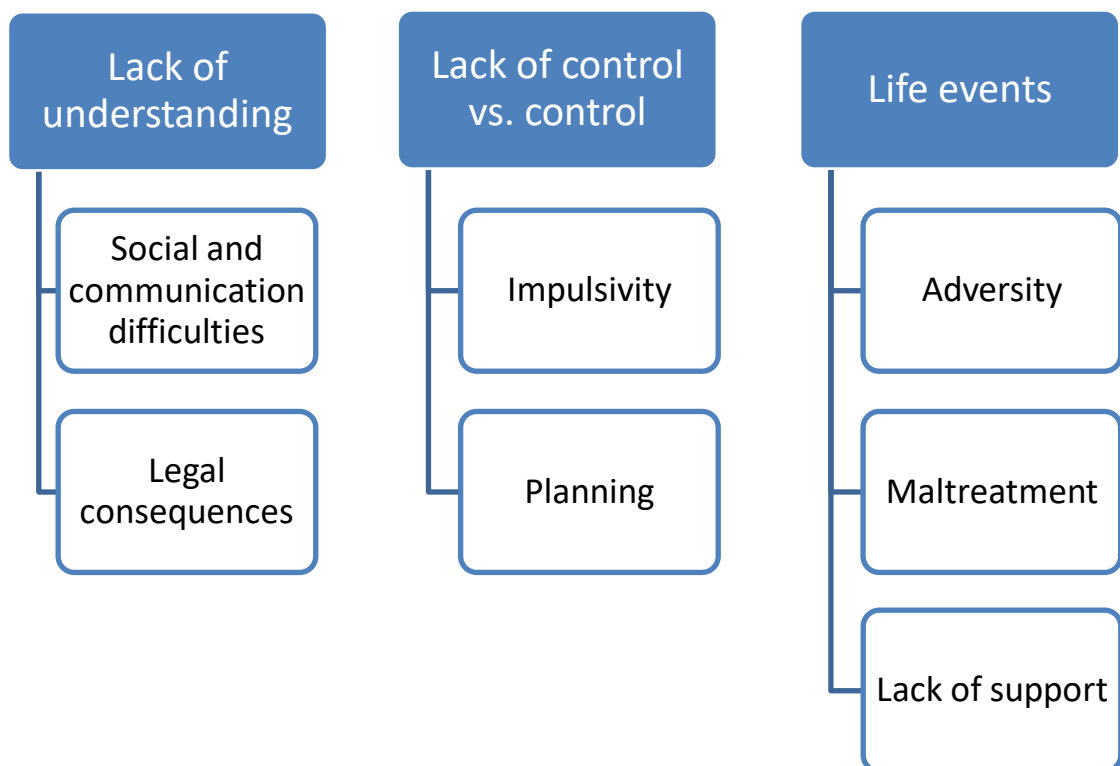 Lack of
understanding
Social and
communication
difficulties
Legal
consequences
Lack of control
vs. control
Impulsivity
Planning
Life events
Adversity
Maltreatment
Lack of support